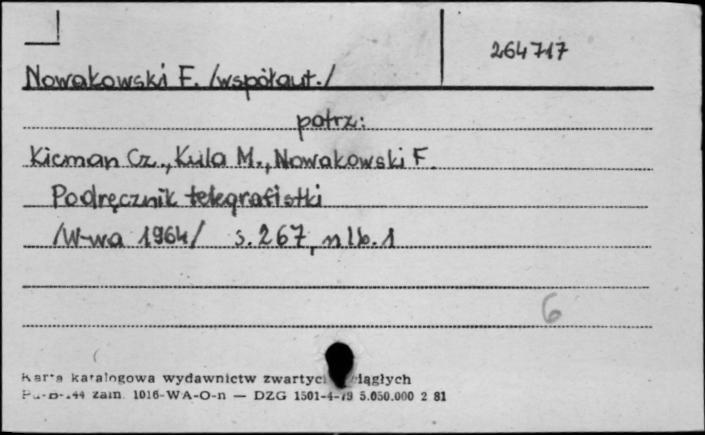 264717
Nowakowski F. /współaut./
patrz:
Kicman Cz., Kula M., Nowakowski F.
Podręcznik telegrafistki
/W-wa 1964/ s. 267, nlb. 1
6
Karta katalogowa wydawnictw zwartych ciągłych
zam. 1016-WA-O-n — DZG 1501-4-79 5.050.000 2 81